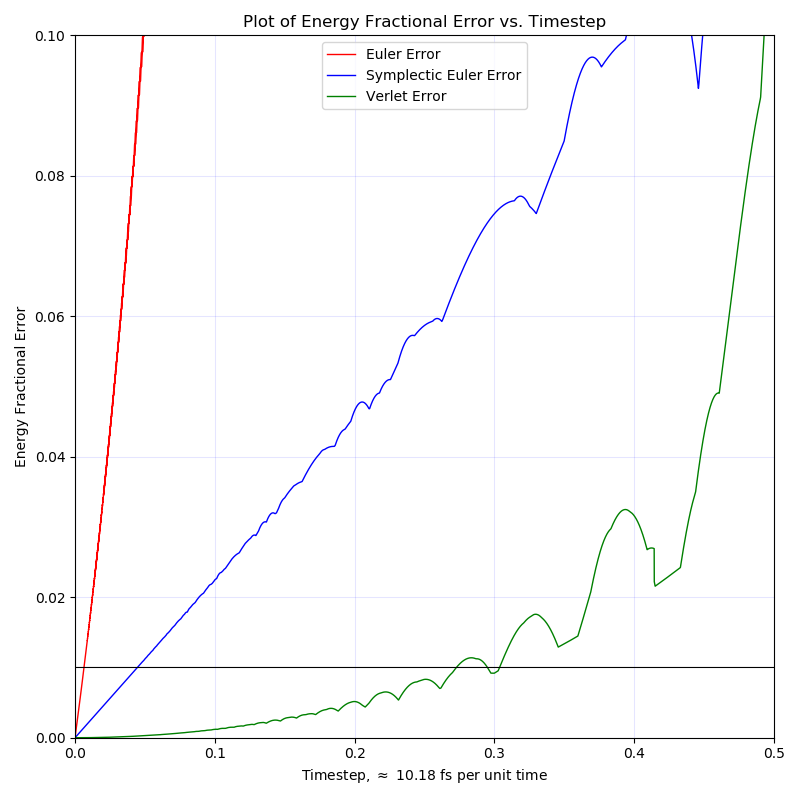 Plot of Energy Fractional Error vs. Timestep
Euler Error
Symplectic Euler Error
Verlet Error
Energy Fractional Error
0.10
0.08
0.06
0.04
0.02
0.00
0.0 0.1 0.2 0.3 0.4 0.5
Timestep, ≈ 10.18 fs per unit time